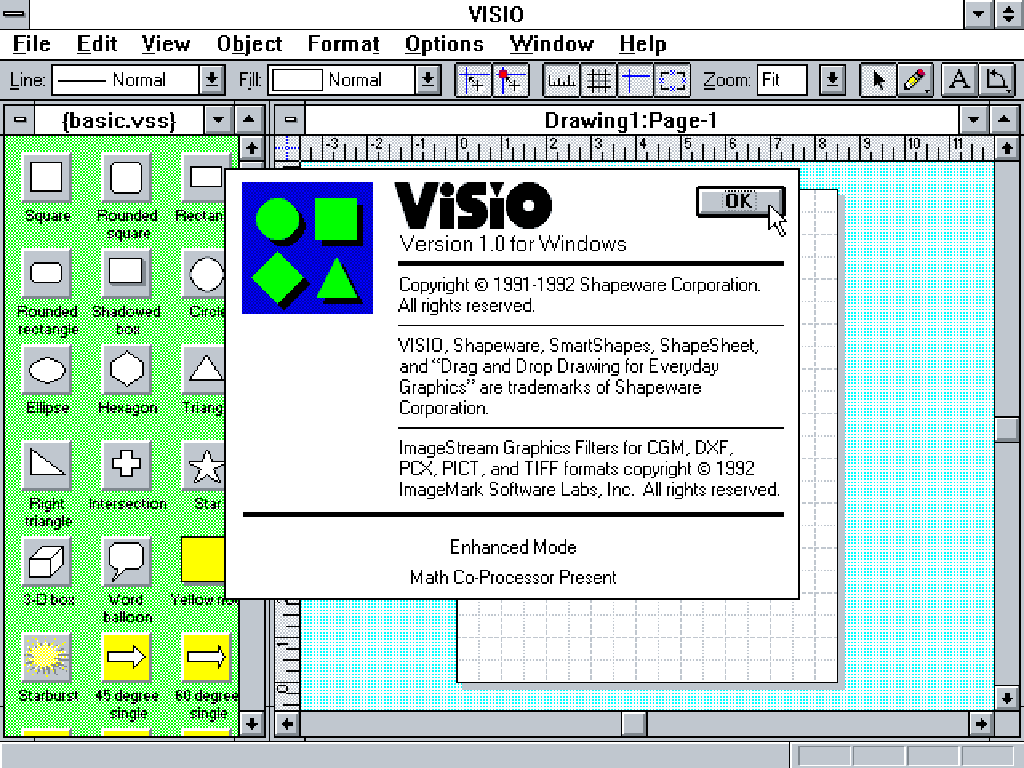 VISIO
File Edit View Object Format Options Window Help
Line: Normal Fill: Normal Zoom: Fit A
{basic.vss} Drawing1:Page-1
-3 -2 -1 0 1 2 3 4 5 6 7 8 9 10 11
Square Rounded square
Rounded rectangle Shadowed box Circle
Ellipse Hexagon
Right triangle Intersection Star
3-D box Word balloon
Starburst 45 degree single 60 degree single
ViSiO
OK
Version 1.0 for Windows
Copyright © 1991-1992 Shapeware Corporation.
All rights reserved.
VISIO, Shapeware, SmartShapes, ShapeSheet,
and “Drag and Drop Drawing for Everyday
Graphics” are trademarks of Shapeware
Corporation.
ImageStream Graphics Filters for CGM, DXF,
PCX, PICT, and TIFF formats copyright © 1992
ImageMark Software Labs, Inc. All rights reserved.
Enhanced Mode
Math Co-Processor Present
1
0